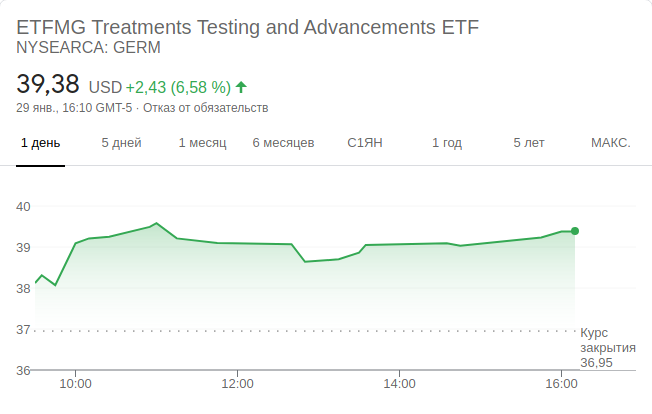 ETFMG Treatments Testing and Advancements ETF
NYSEARCA: GERM
39,38 USD +2,43 (6,58 %)
29 янв., 16:10 GMT-5 · Отказ от обязательств
1 день 5 дней 1 месяц 6 месяцев С1ЯН 1 год 5 лет МАКС.
40
39
38
37
36
Курс
закрытия
36,95
10:00 12:00 14:00 16:00